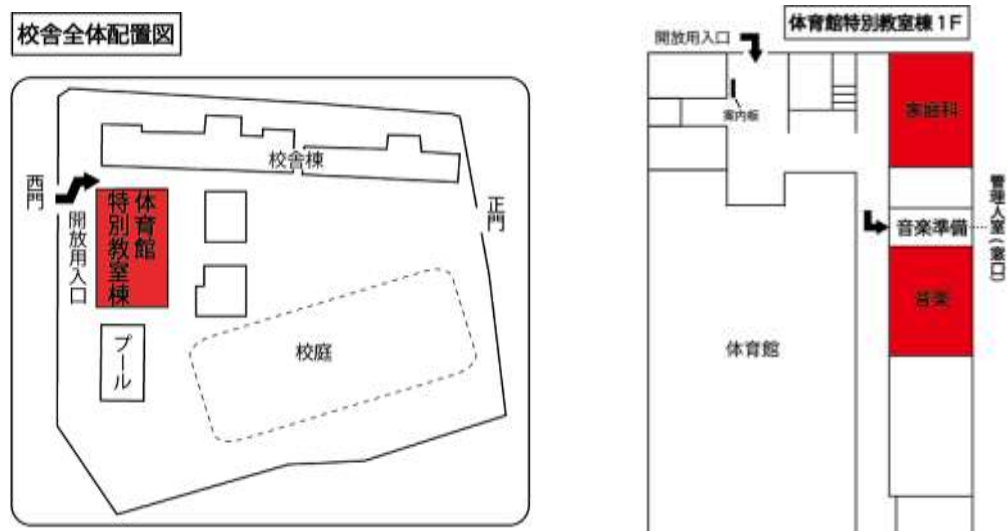 校舎全体配置図
校舎棟
西門
開放用入口
体育館
特別教室棟
正門
プール
校庭
体育館特別教室棟1F
開放用入口
案内板
家庭科
音楽準備
管理人室(窓口)
音楽
体育館